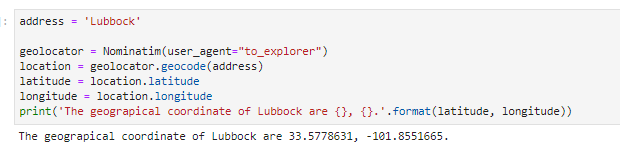 :
address = 'Lubbock'
geolocator = Nominatim(user_agent="to_explorer")
location = geolocator.geocode(address)
latitude = location.latitude
longitude = location.longitude
print('The geograpical coordinate of Lubbock are {}, {}.'.format(latitude, longitude))
The geograpical coordinate of Lubbock are 33.5778631, -101.8551665.